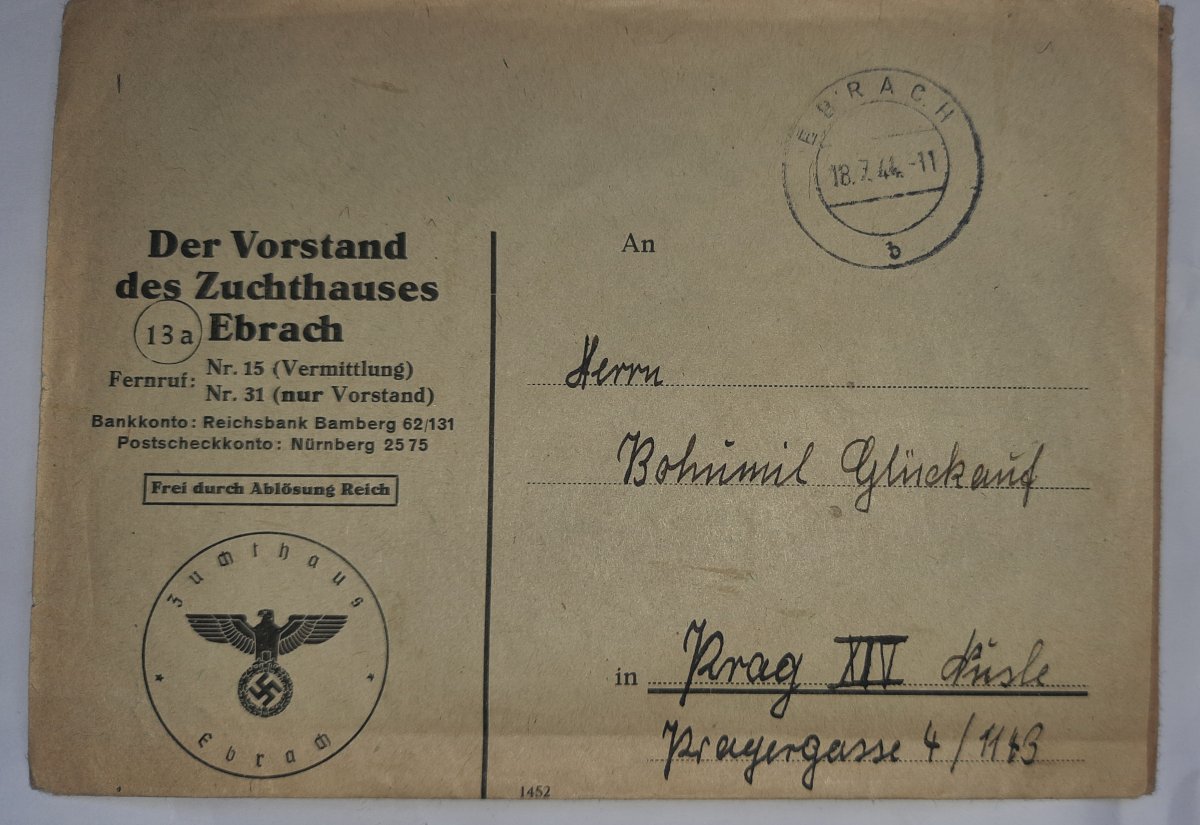 EBRACH
18.7.44.-11
b
Der Vorstand
des Zuchthauses
13a Ebrach
Fernruf: Nr. 15 (Vermittlung)
Nr. 31 (nur Vorstand)
Bankkonto: Reichsbank Bamberg 62/131
Postscheckkonto: Nürnberg 25 75
Frei durch Ablösung Reich
Zuchthaus
Ebrach
An
Herrn
Bohumil Glückauf
in Prag XIV Nusle
Pragergasse 4/1143
1452